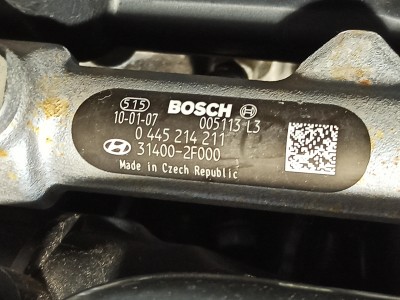 515 BOSCH
10-01-07 005113 L3
0 445 214 211
31400-2F000
Made in Czech Republic